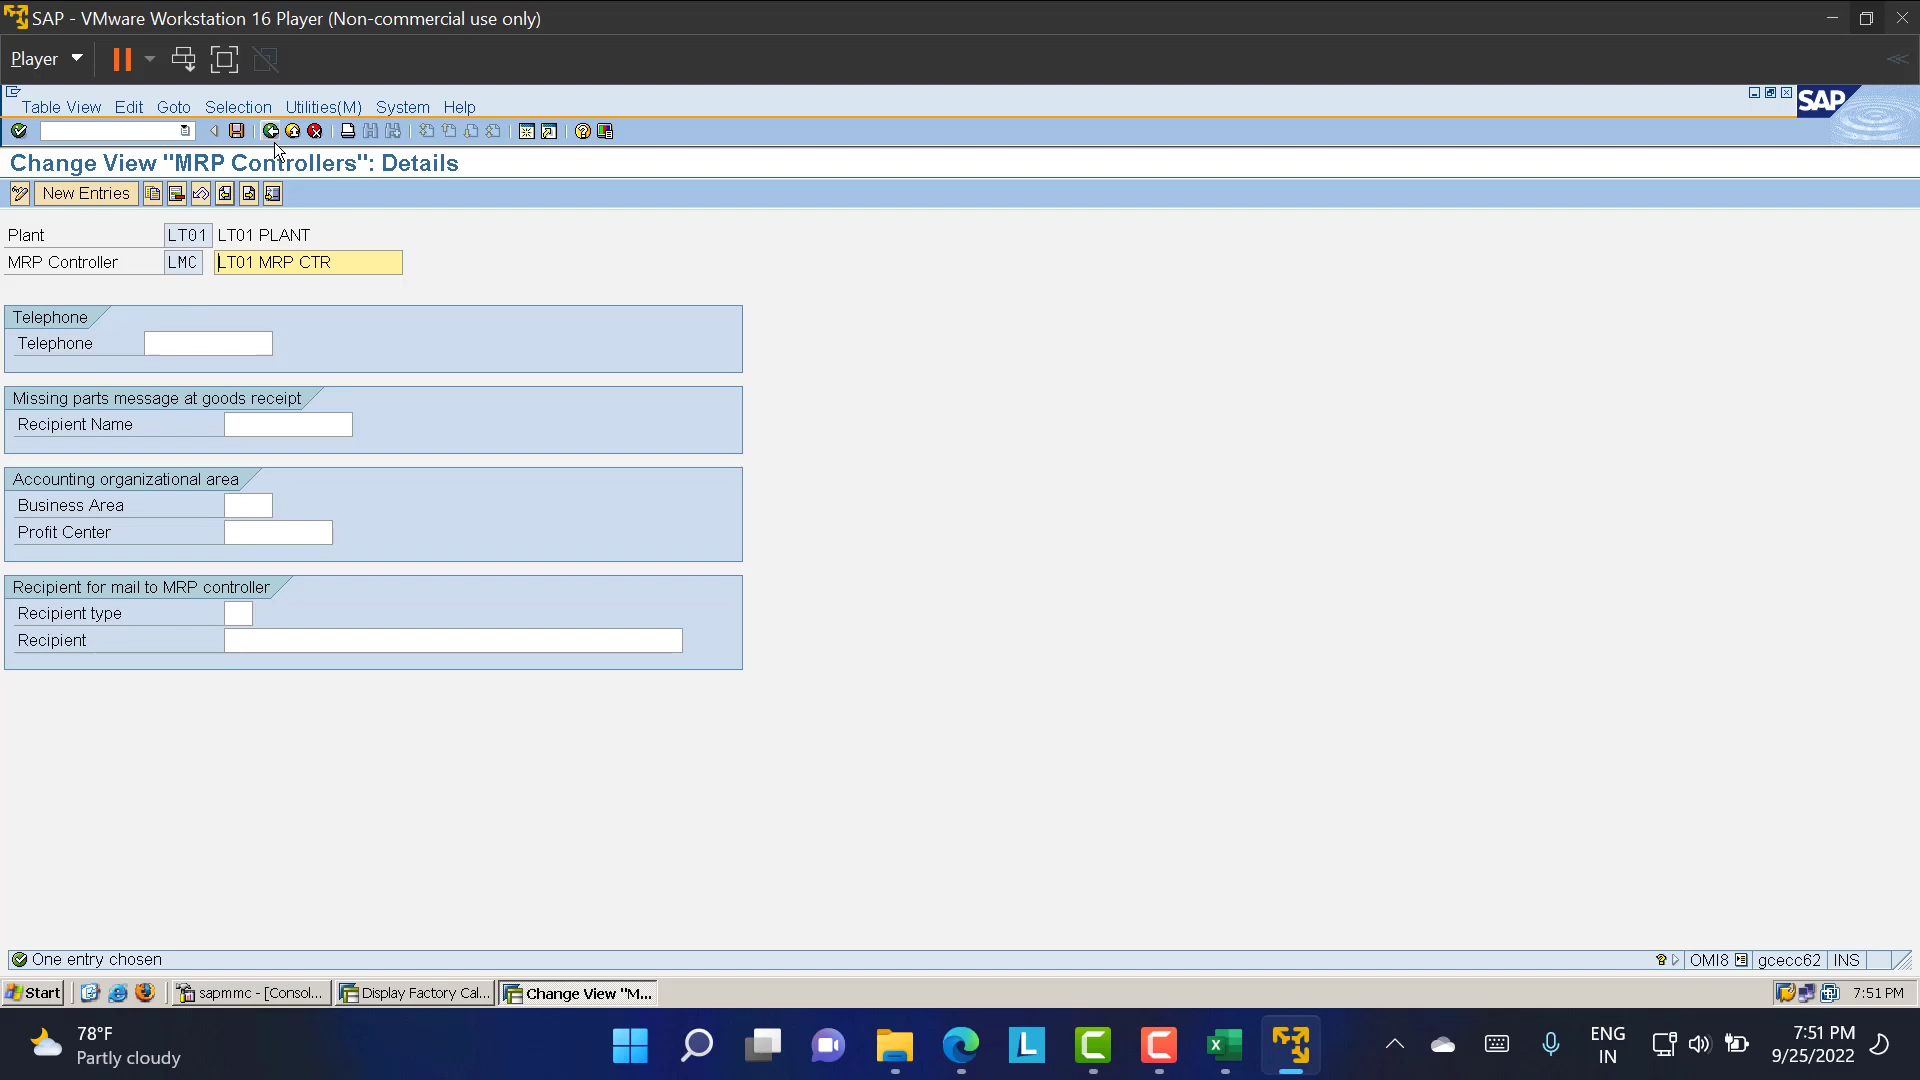 SAP - VMware Workstation 16 Player (Non-commercial use only)
Player
Table View Edit Goto Selection Utilities(M) System Help
SAP
Change View "MRP Controllers": Details
New Entries
Plant LT01 LT01 PLANT
MRP Controller LMC LT01 MRP CTR
Telephone
Telephone
Missing parts message at goods receipt
Recipient Name
Accounting organizational area
Business Area
Profit Center
Recipient for mail to MRP controller
Recipient type
Recipient
One entry chosen OMI8 gcecc62 INS
Start sapmmc - [Consol... Display Factory Cal... Change View "M... 7:51 PM
78°F
Partly cloudy
ENG
IN
7:51 PM
9/25/2022